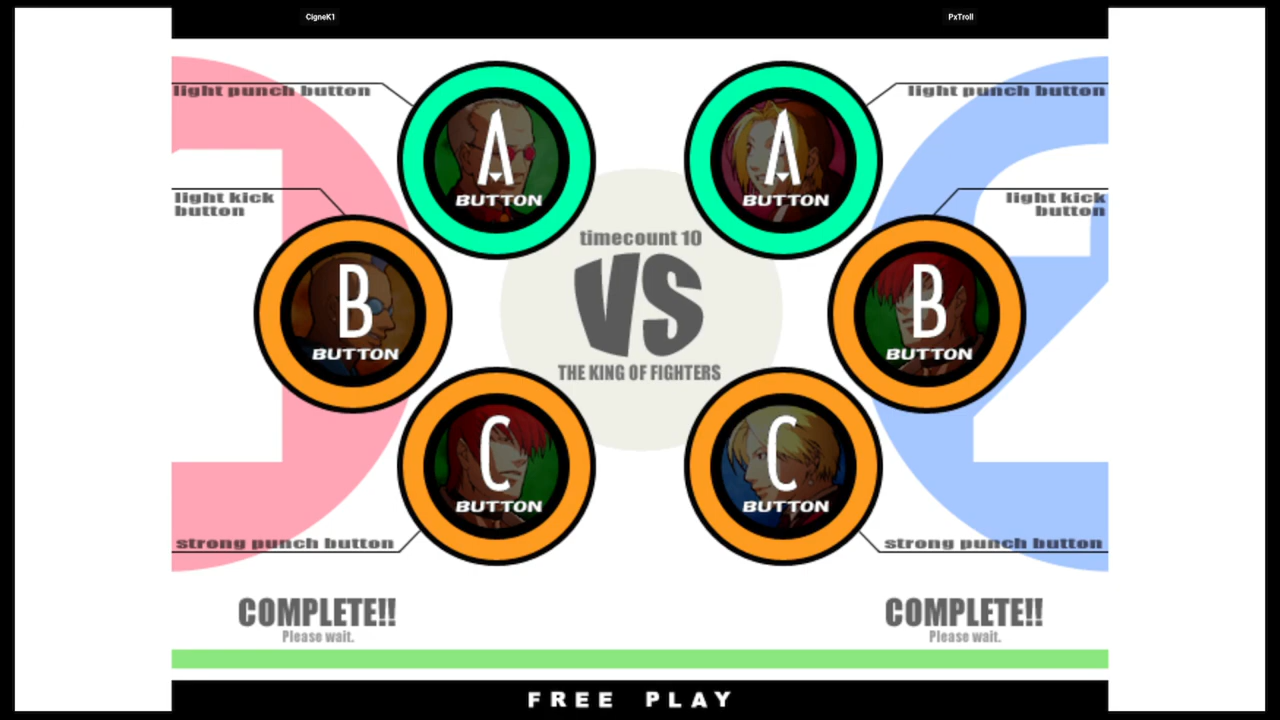 CigneK1
PxTroll
light punch button
light punch button
A
BUTTON
A
BUTTON
light kick
button
light kick
button
timecount 10
VS
THE KING OF FIGHTERS
B
BUTTON
B
BUTTON
C
BUTTON
C
BUTTON
strong punch button
strong punch button
COMPLETE!!
Please wait.
COMPLETE!!
Please wait.
FREE PLAY